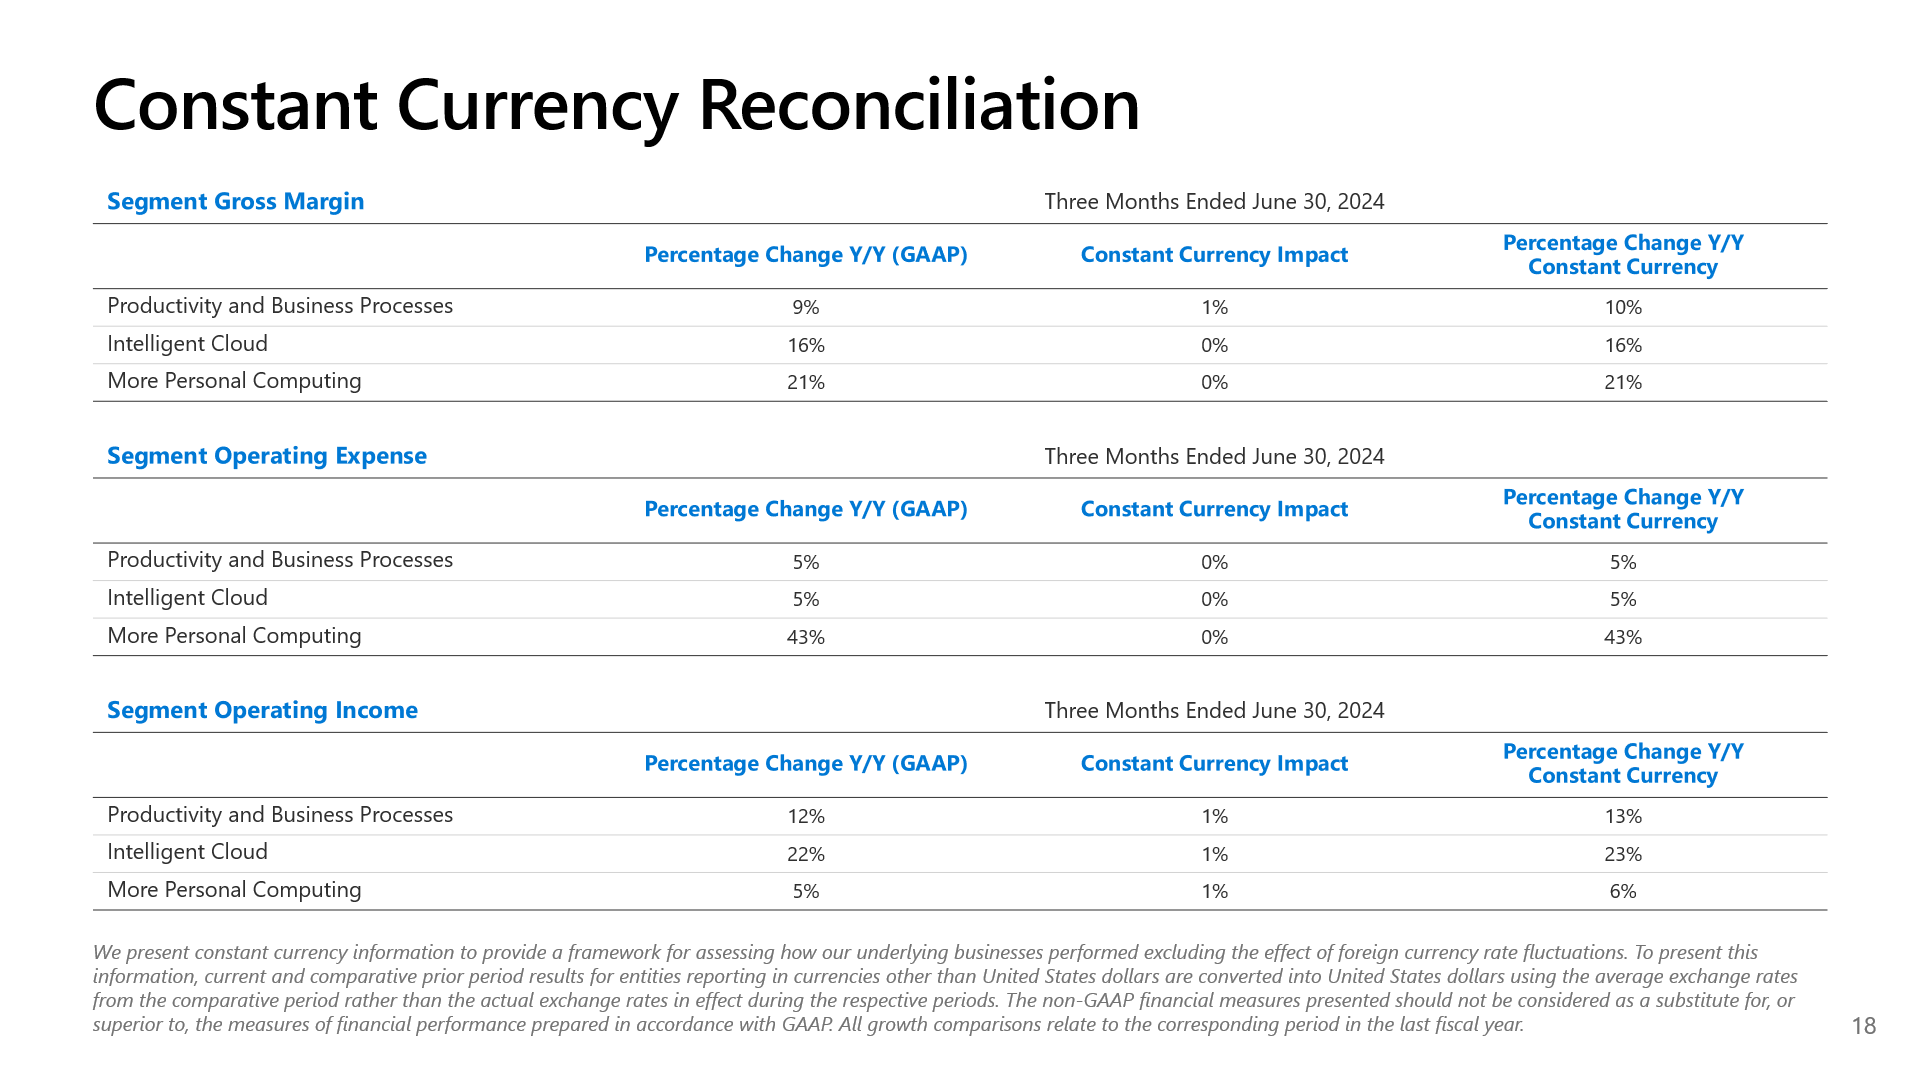 Constant Currency Reconciliation
Segment Gross Margin Three Months Ended June 30, 2024
Percentage Change Y/Y (GAAP) Constant Currency Impact Percentage Change Y/Y
Constant Currency
Productivity and Business Processes 9% 1% 10%
Intelligent Cloud 16% 0% 16%
More Personal Computing 21% 0% 21%
Segment Operating Expense Three Months Ended June 30, 2024
Percentage Change Y/Y (GAAP) Constant Currency Impact Percentage Change Y/Y
Constant Currency
Productivity and Business Processes 5% 0% 5%
Intelligent Cloud 5% 0% 5%
More Personal Computing 43% 0% 43%
Segment Operating Income Three Months Ended June 30, 2024
Percentage Change Y/Y (GAAP) Constant Currency Impact Percentage Change Y/Y
Constant Currency
Productivity and Business Processes 12% 1% 13%
Intelligent Cloud 22% 1% 23%
More Personal Computing 5% 1% 6%
We present constant currency information to provide a framework for assessing how our underlying businesses performed excluding the effect of foreign currency rate fluctuations. To present this
information, current and comparative prior period results for entities reporting in currencies other than United States dollars are converted into United States dollars using the average exchange rates
from the comparative period rather than the actual exchange rates in effect during the respective periods. The non-GAAP financial measures presented should not be considered as a substitute for, or
superior to, the measures of financial performance prepared in accordance with GAAP. All growth comparisons relate to the corresponding period in the last fiscal year.
18